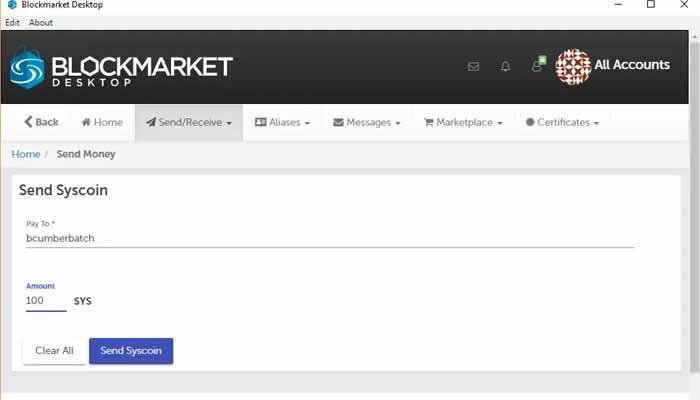 Blockmarket Desktop
Edit About
BLOCKMARKET
DESKTOP
All Accounts
Back Home Send/Receive Aliases Messages Marketplace Certificates
Home / Send Money
Send Syscoin
Pay To *
bcumberbatch
Amount
100 SYS
Clear All Send Syscoin